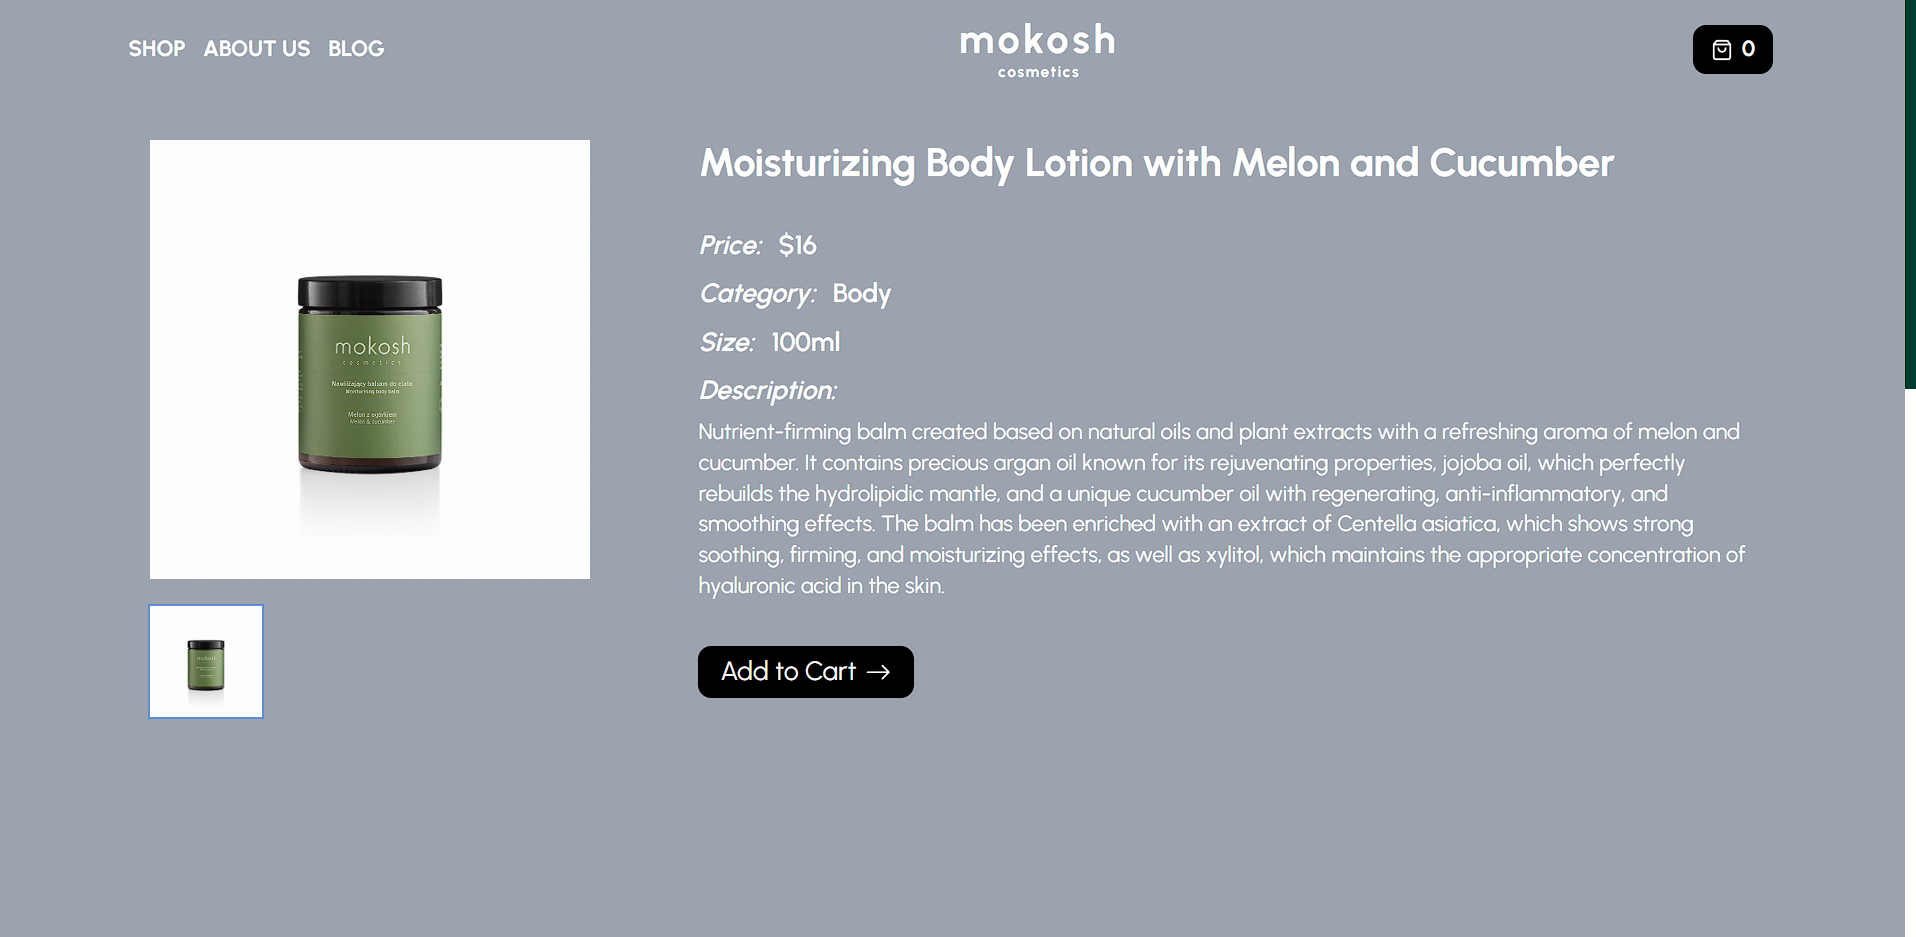 SHOP ABOUT US BLOG
mokosh
cosmetics
0
mokosh
cosmetics
Nawilżający balsam do ciała
Moisturising body balm
Melon z ogórkiem
Melon & cucumber
Moisturizing Body Lotion with Melon and Cucumber
Price: $16
Category: Body
Size: 100ml
Description:
Nutrient-firming balm created based on natural oils and plant extracts with a refreshing aroma of melon and
cucumber. It contains precious argan oil known for its rejuvenating properties, jojoba oil, which perfectly
rebuilds the hydrolipidic mantle, and a unique cucumber oil with regenerating, anti-inflammatory, and
smoothing effects. The balm has been enriched with an extract of Centella asiatica, which shows strong
soothing, firming, and moisturizing effects, as well as xylitol, which maintains the appropriate concentration of
hyaluronic acid in the skin.
Add to Cart →